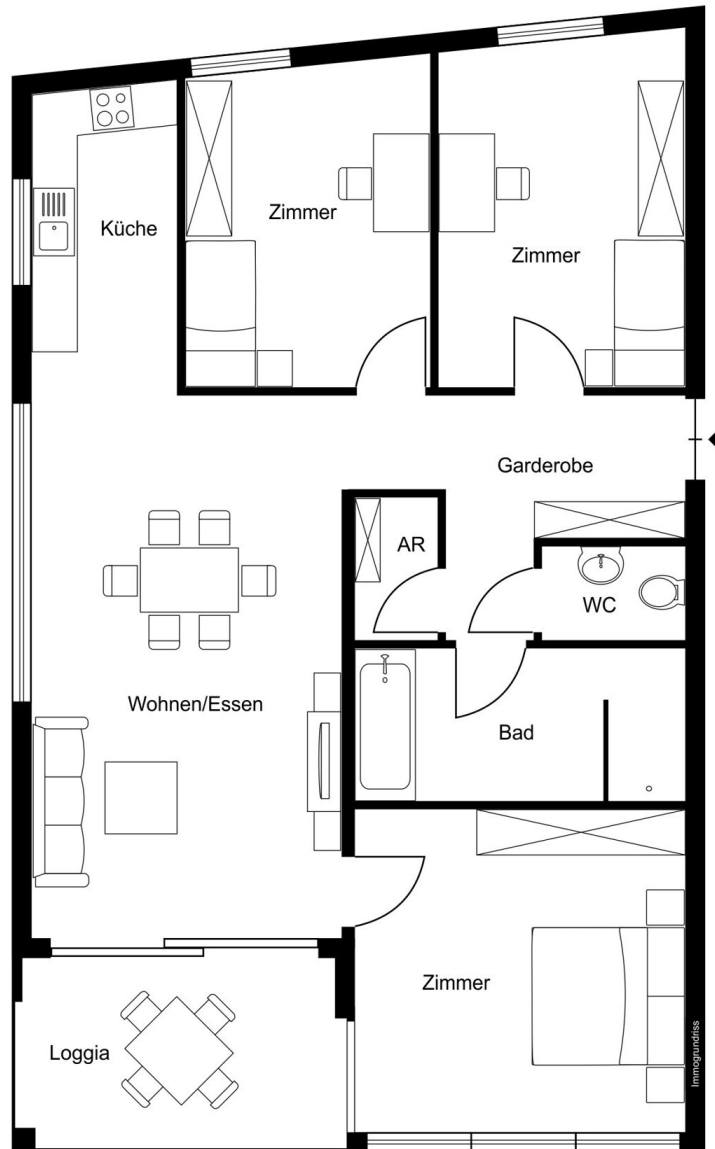 Küche
Zimmer
Zimmer
Garderobe
AR
WC
Wohnen/Essen
Bad
Zimmer
Loggia
Immogrundriss